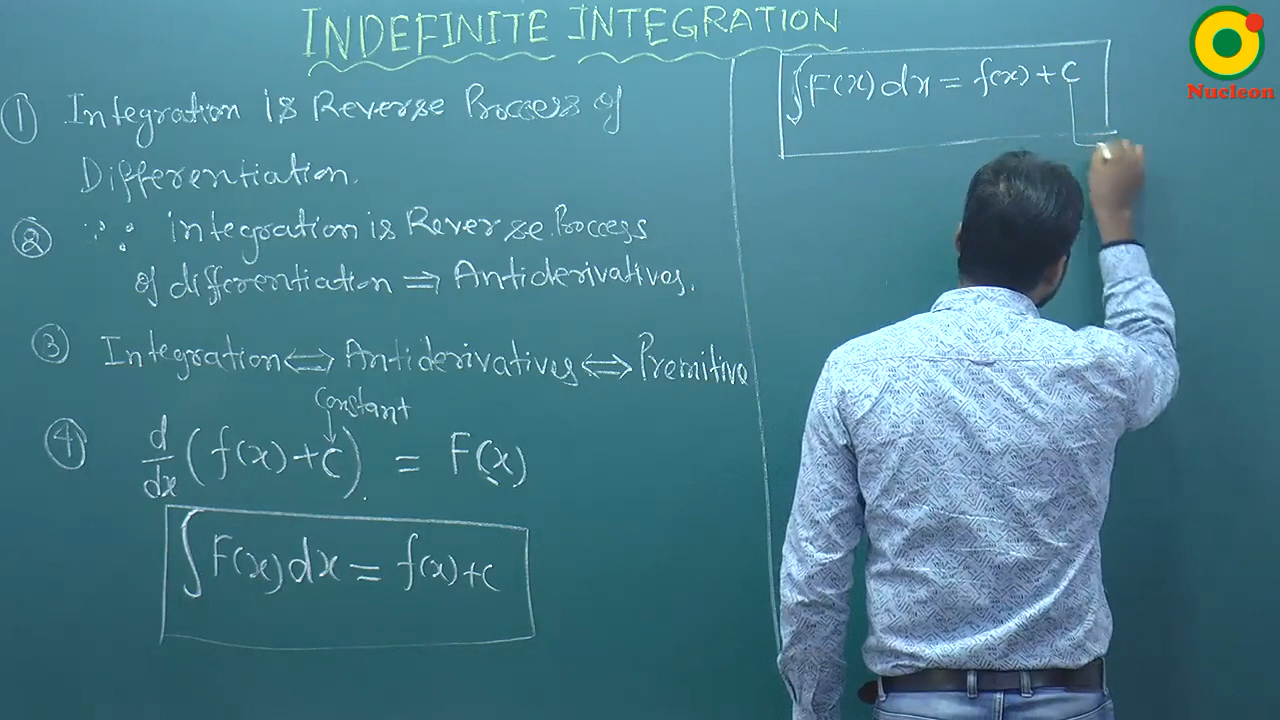 INDEFINITE INTEGRATION
① Integration is Reverse Process of
Differentiation.
② ∵ integration is Reverse Process
of differentiation ⇒ Antiderivatives.
③ Integration ⇔ Antiderivatives ⇔ Premitive
Constant
④ d/dx (f(x)+c) = F(x)
∫F(x)dx = f(x)+c
∫F(x)dx = f(x)+c
Nucleon